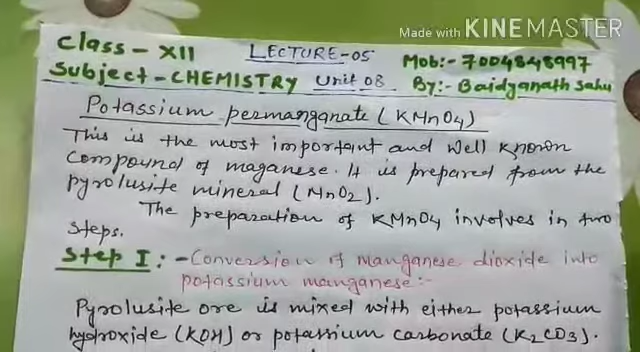 Made with KINEMASTER
Class - XII LECTURE-05 Mob:- 7004848997
Subject - CHEMISTRY Unit 08 By:- Baidyanath Sahu
Potassium permanganate (KMnO4)
This is the most important and well known
compound of maganese. It is prepared from the
pyrolusite mineral (MnO2).
The preparation of KMnO4 involves in two
steps.
Step I :- Conversion of Manganese dioxide into
potassium manganese:-
Pyrolusite ore is mixed with either potassium
hydroxide (KOH) or potassium carbonate (K2CO3).